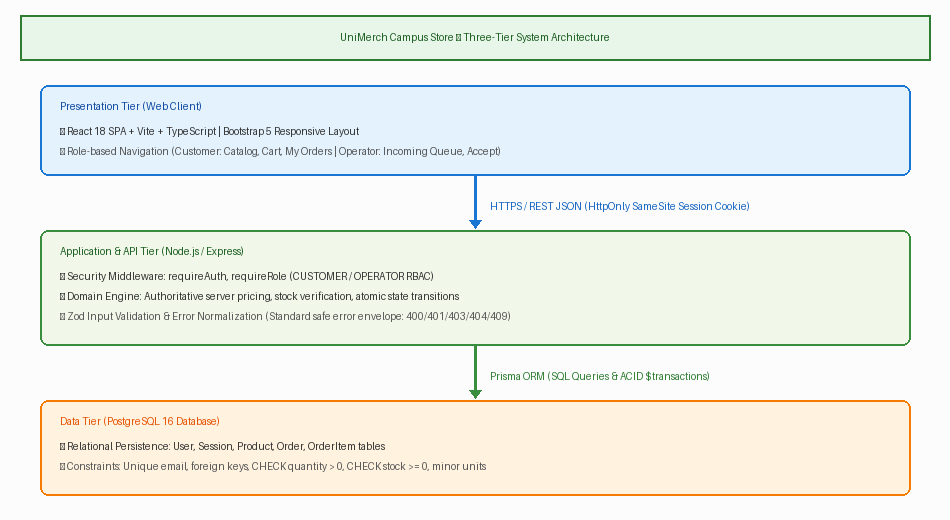 UniMerch Campus Store Three-Tier System Architecture
Presentation Tier (Web Client)
React 18 SPA + Vite + TypeScript | Bootstrap 5 Responsive Layout
Role-based Navigation (Customer: Catalog, Cart, My Orders | Operator: Incoming Queue, Accept)
HTTPS / REST JSON (HttpOnly SameSite Session Cookie)
Application & API Tier (Node.js / Express)
Security Middleware: requireAuth, requireRole (CUSTOMER / OPERATOR RBAC)
Domain Engine: Authoritative server pricing, stock verification, atomic state transitions
Zod Input Validation & Error Normalization (Standard safe error envelope: 400/401/403/404/409)
Prisma ORM (SQL Queries & ACID $transactions)
Data Tier (PostgreSQL 16 Database)
Relational Persistence: User, Session, Product, Order, OrderItem tables
Constraints: Unique email, foreign keys, CHECK quantity > 0, CHECK stock >= 0, minor units